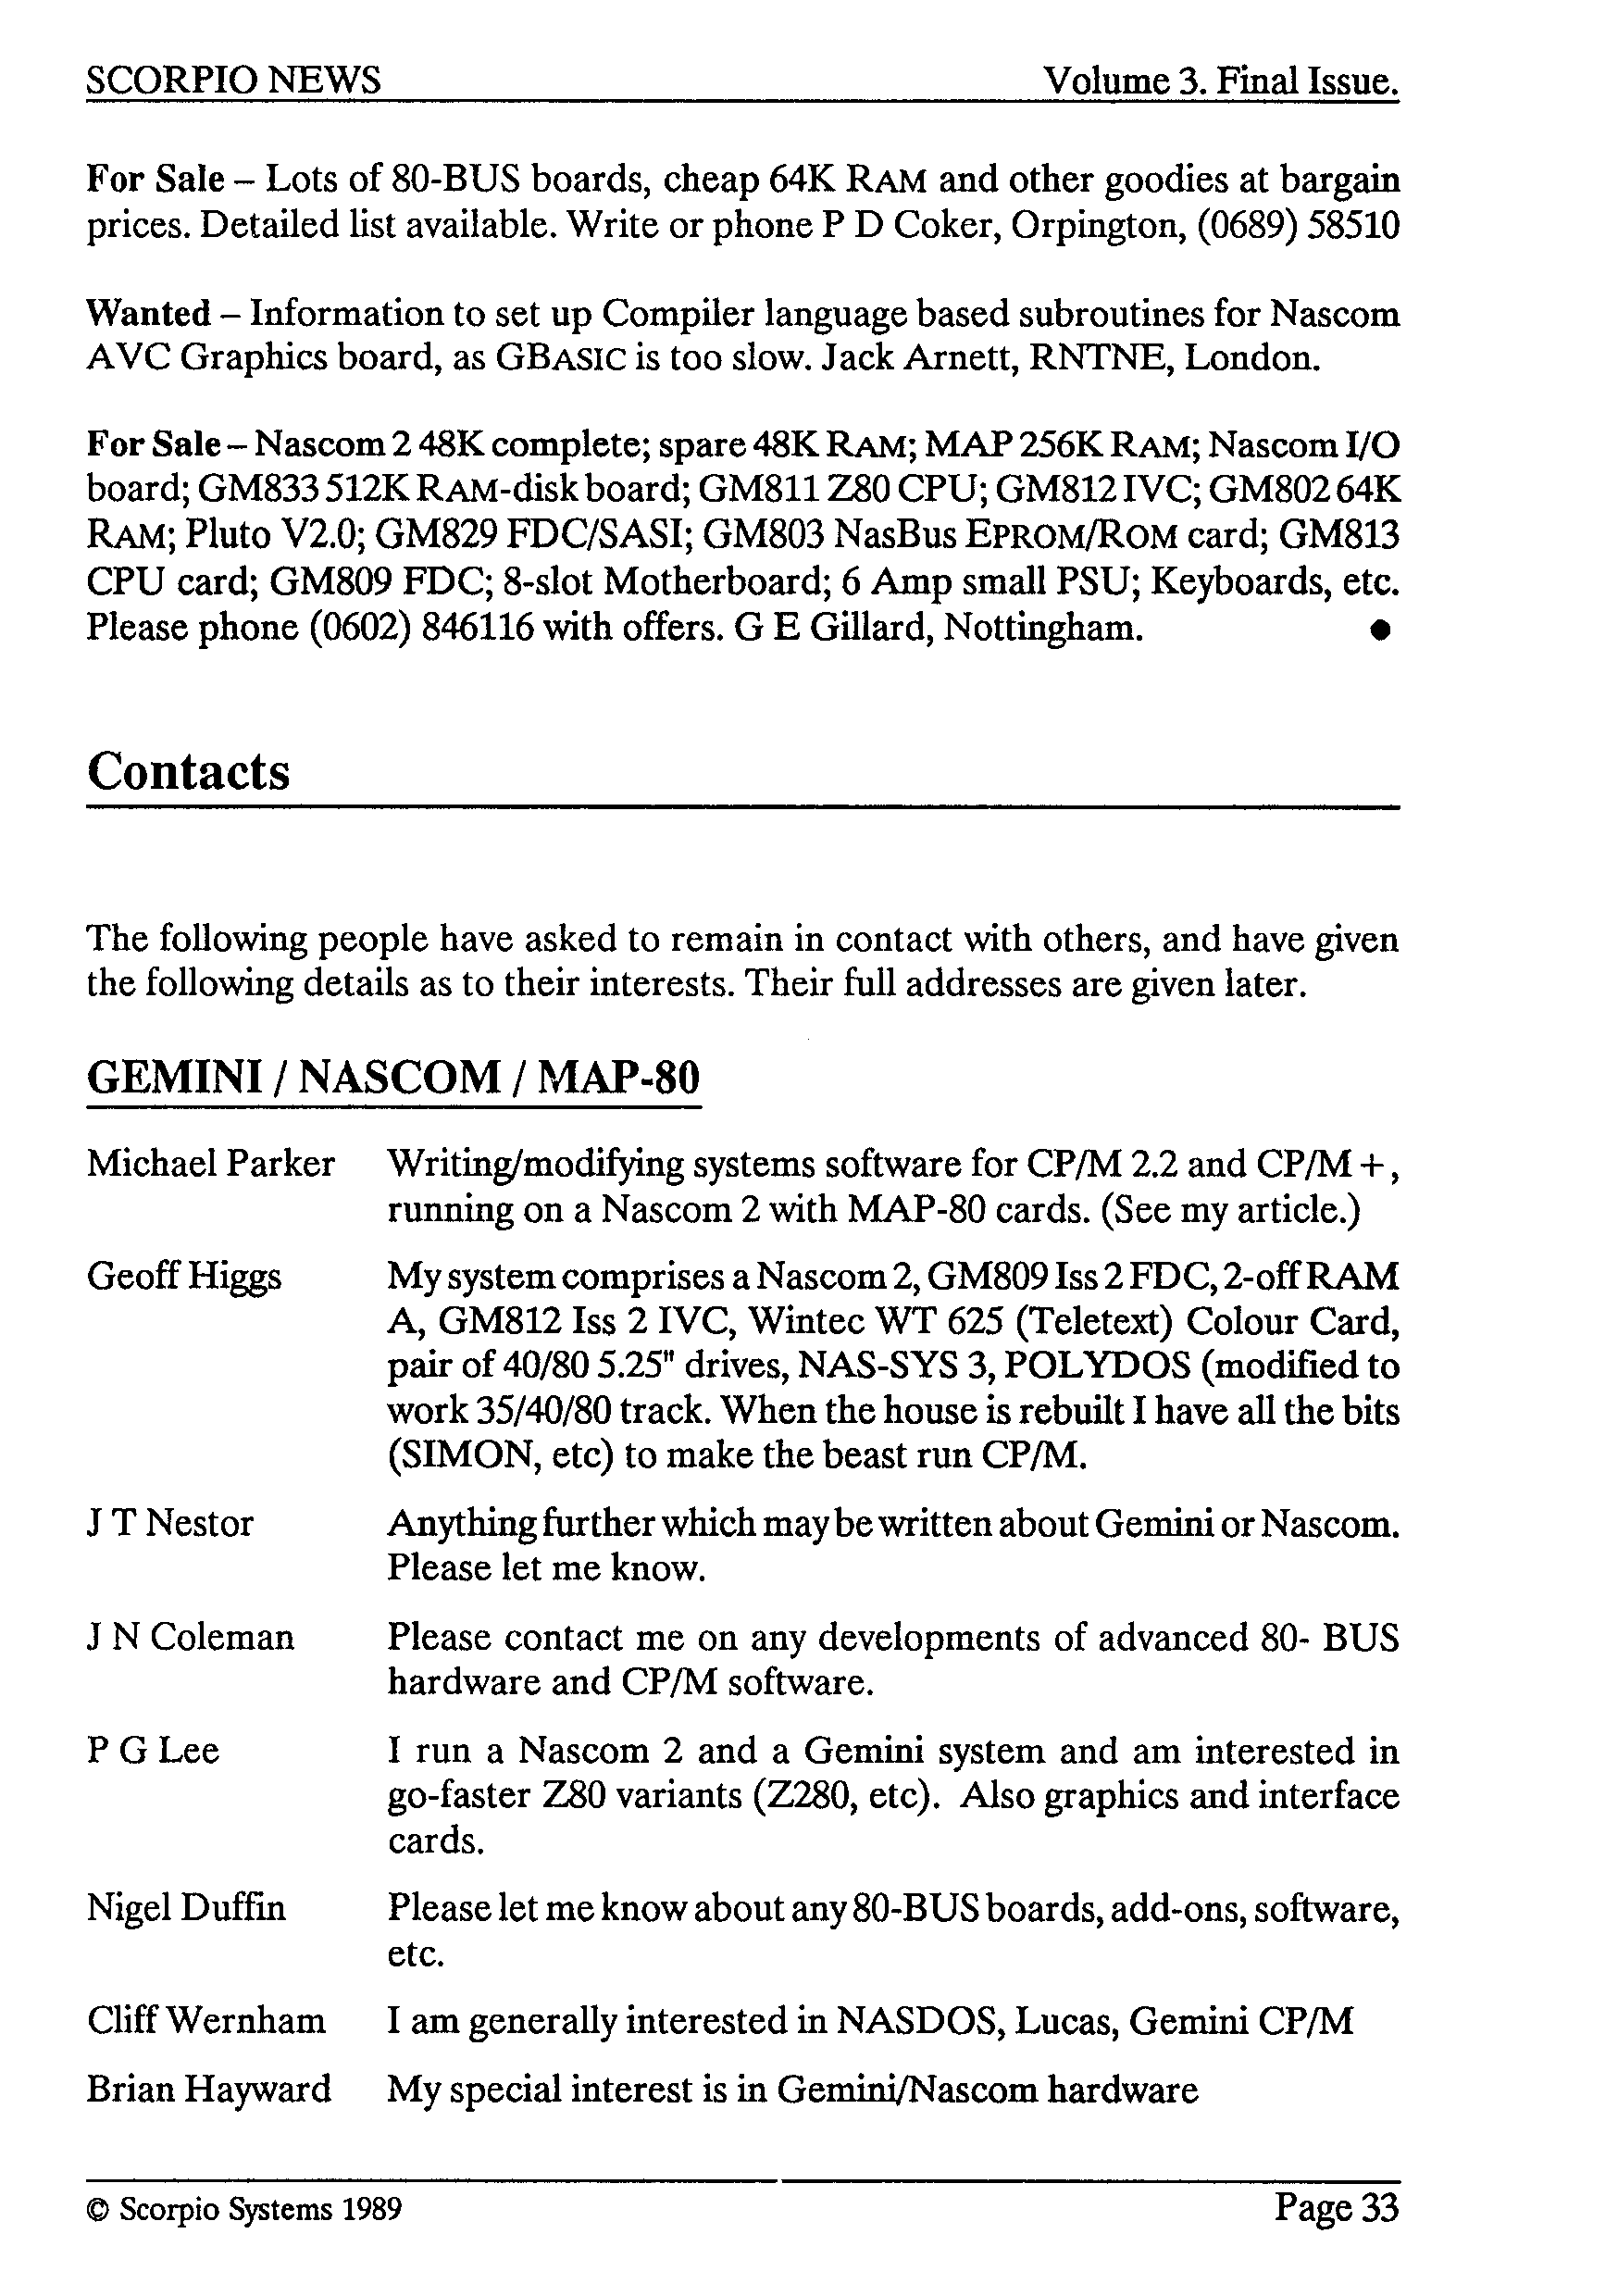 SCORPIO NEWS Volume 3. Final Issue.
For Sale – Lots of 80-BUS boards, cheap 64K RAM and other goodies at bargain
prices. Detailed list available. Write or phone P D Coker, Orpington, (0689) 58510
Wanted – Information to set up Compiler language based subroutines for Nascom
AVC Graphics board, as GBASIC is too slow. Jack Arnett, RNTNE, London.
For Sale – Nascom 2 48K complete; spare 48K RAM; MAP 256K RAM; Nascom I/O
board; GM833 512K RAM-disk board; GM811 Z80 CPU; GM812 IVC; GM802 64K
RAM; Pluto V2.0; GM829 FDC/SASI; GM803 NasBus EPROM/ROM card; GM813
CPU card; GM809 FDC; 8-slot Motherboard; 6 Amp small PSU; Keyboards, etc.
Please phone (0602) 846116 with offers. G E Gillard, Nottingham. ●
Contacts
The following people have asked to remain in contact with others, and have given
the following details as to their interests. Their full addresses are given later.
GEMINI / NASCOM / MAP-80
Michael Parker Writing/modifying systems software for CP/M 2.2 and CP/M +,
running on a Nascom 2 with MAP-80 cards. (See my article.)
Geoff Higgs My system comprises a Nascom 2, GM809 Iss 2 FDC, 2-off RAM
A, GM812 Iss 2 IVC, Wintec WT 625 (Teletext) Colour Card,
pair of 40/80 5.25" drives, NAS-SYS 3, POLYDOS (modified to
work 35/40/80 track. When the house is rebuilt I have all the bits
(SIMON, etc) to make the beast run CP/M.
J T Nestor Anything further which may be written about Gemini or Nascom.
Please let me know.
J N Coleman Please contact me on any developments of advanced 80- BUS
hardware and CP/M software.
P G Lee I run a Nascom 2 and a Gemini system and am interested in
go-faster Z80 variants (Z280, etc). Also graphics and interface
cards.
Nigel Duffin Please let me know about any 80-BUS boards, add-ons, software,
etc.
Cliff Wernham I am generally interested in NASDOS, Lucas, Gemini CP/M
Brian Hayward My special interest is in Gemini/Nascom hardware
© Scorpio Systems 1989 Page 33